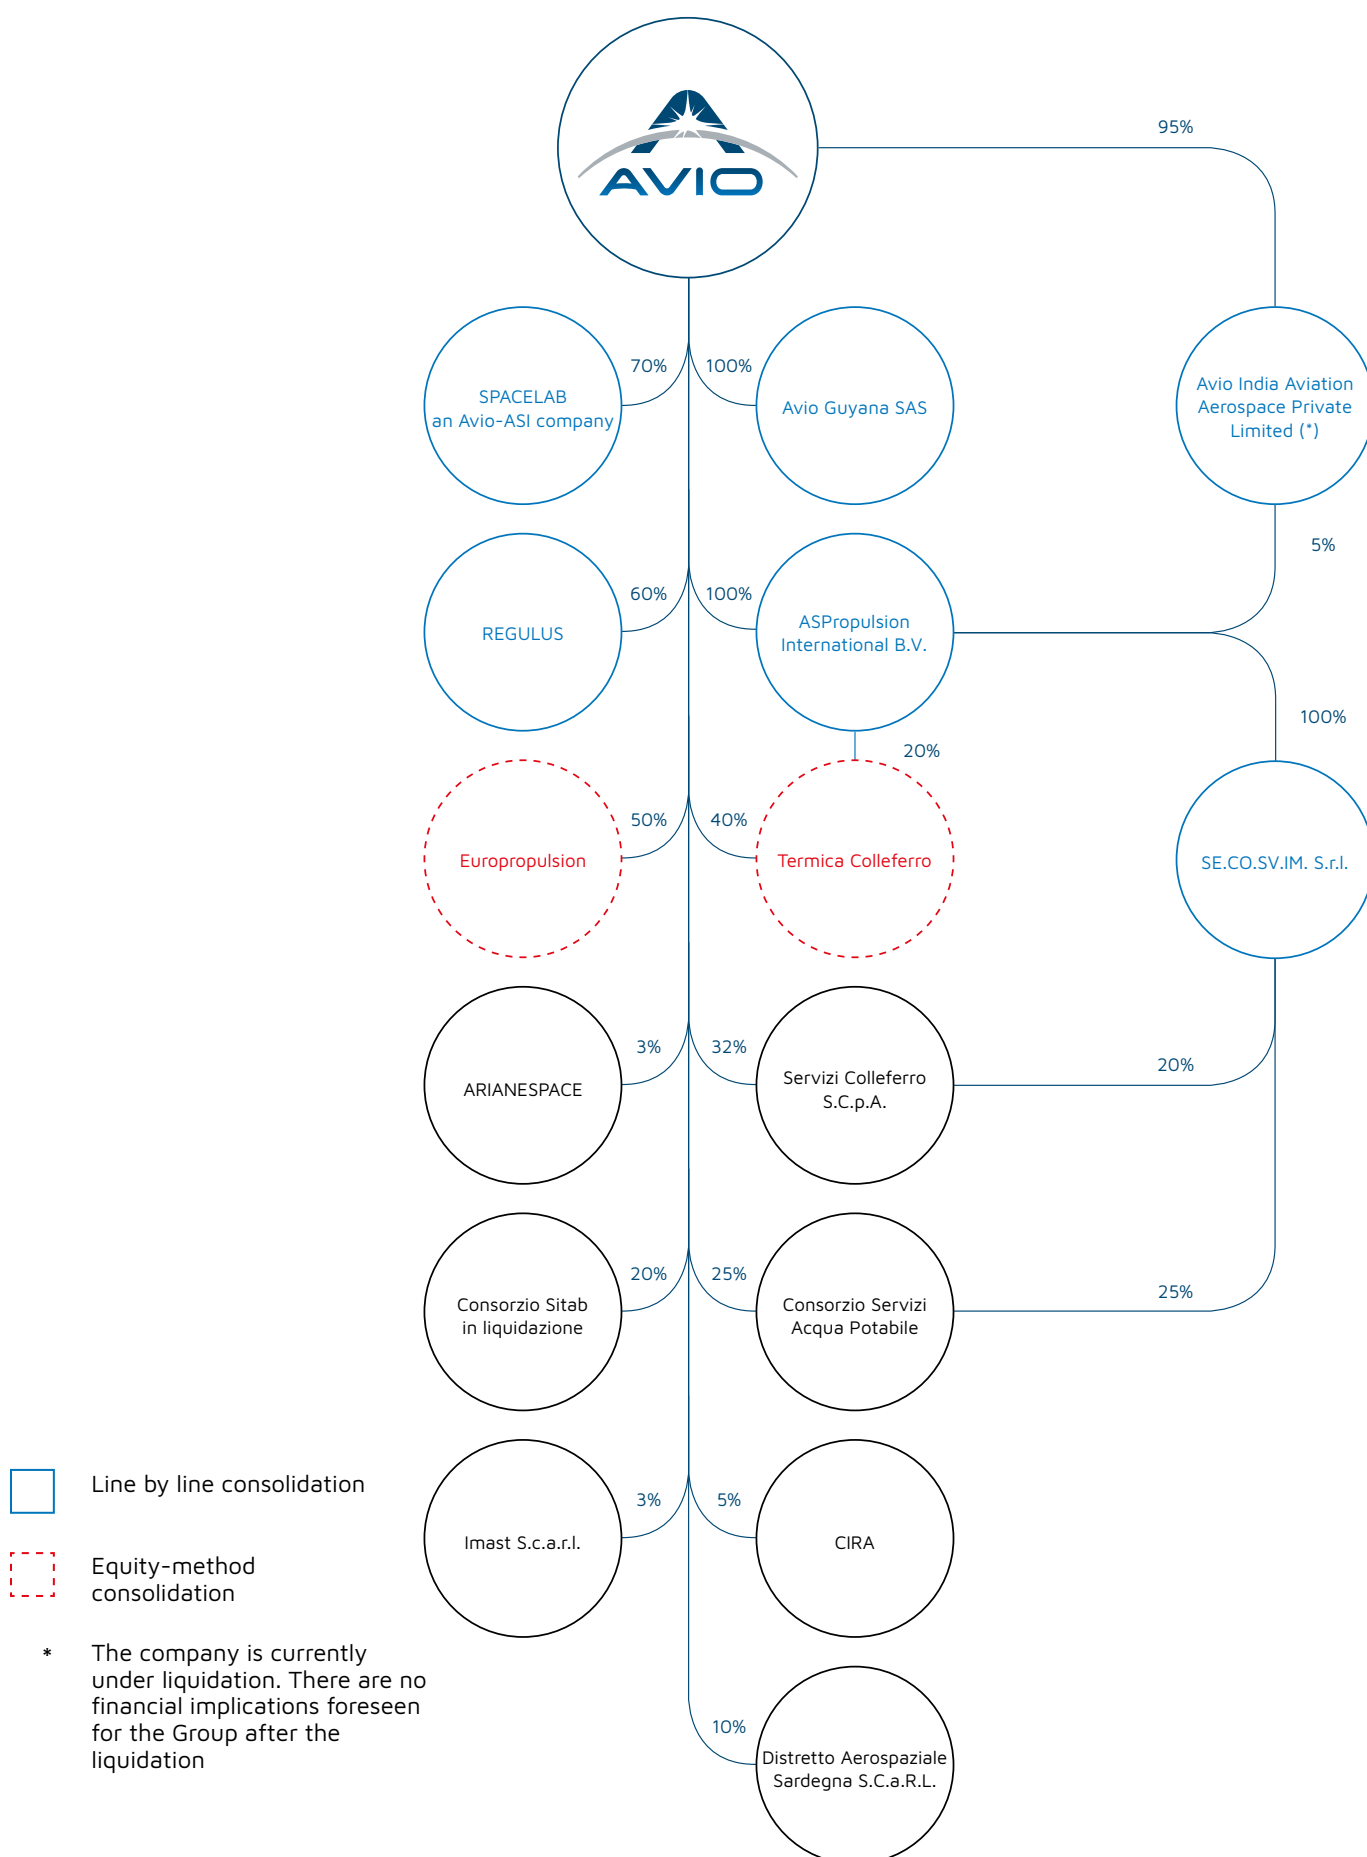 AVIO
95%
70%
100%
SPACELAB
an Avio-ASI company
Avio Guyana SAS
Avio India Aviation
Aerospace Private
Limited (*)
5%
60%
100%
REGULUS
ASPropulsion
International B.V.
100%
20%
50%
40%
Europropulsion
Termica Colleferro
SE.CO.SV.IM. S.r.l.
3%
32%
20%
ARIANESPACE
Servizi Colleferro
S.C.p.A.
20%
25%
25%
Consorzio Sitab
in liquidazione
Consorzio Servizi
Acqua Potabile
3%
5%
Imast S.c.a.r.l.
CIRA
10%
Distretto Aerospaziale
Sardegna S.C.a.R.L.
Line by line consolidation
Equity-method
consolidation
* The company is currently
under liquidation. There are no
financial implications foreseen
for the Group after the
liquidation